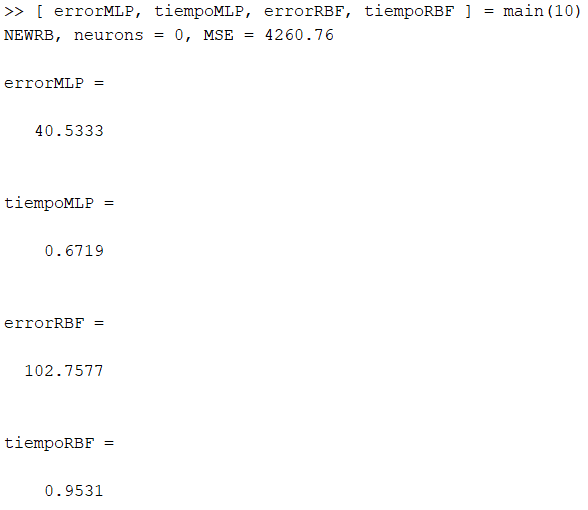 >> [ errorMLP, tiempoMLP, errorRBF, tiempoRBF ] = main(10)
NEWRB, neurons = 0, MSE = 4260.76
errorMLP =
40.5333
tiempoMLP =
0.6719
errorRBF =
102.7577
tiempoRBF =
0.9531